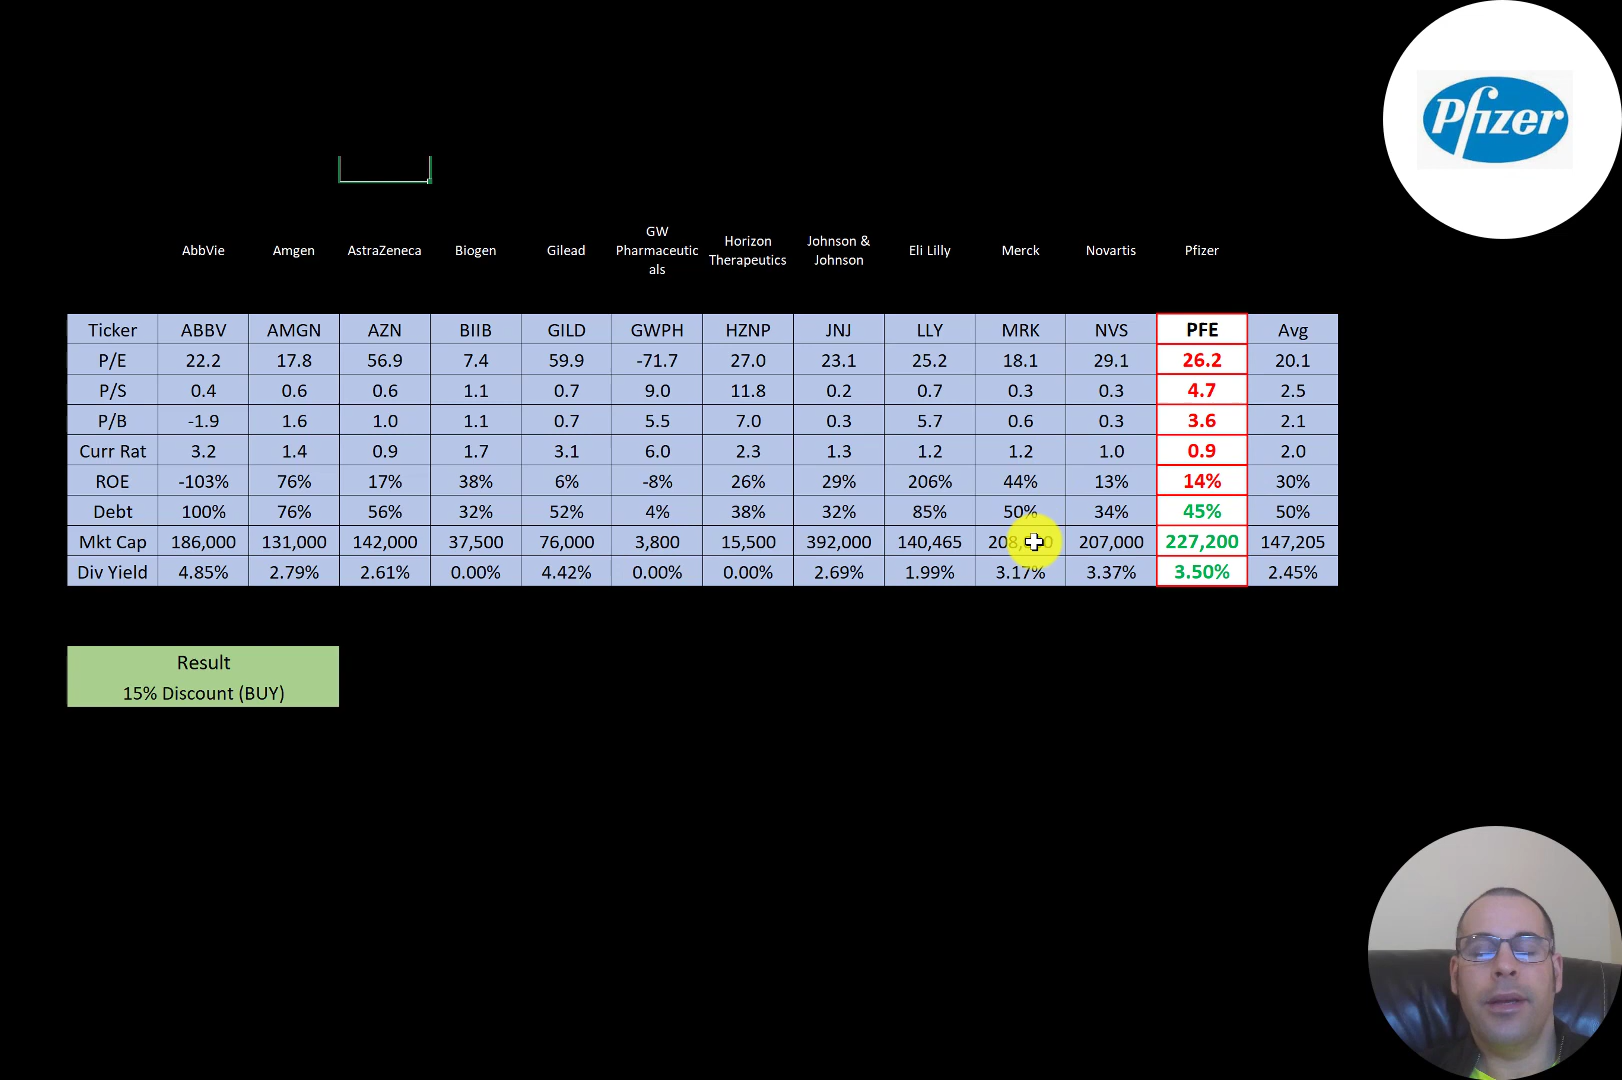 Pfizer
AbbVie Amgen AstraZeneca Biogen Gilead GW Pharmaceuticals Horizon Therapeutics Johnson & Johnson Eli Lilly Merck Novartis Pfizer
Ticker ABBV AMGN AZN BIIB GILD GWPH HZNP JNJ LLY MRK NVS PFE Avg
P/E 22.2 17.8 56.9 7.4 59.9 -71.7 27.0 23.1 25.2 18.1 29.1 26.2 20.1
P/S 0.4 0.6 0.6 1.1 0.7 9.0 11.8 0.2 0.7 0.3 0.3 4.7 2.5
P/B -1.9 1.6 1.0 1.1 0.7 5.5 7.0 0.3 5.7 0.6 0.3 3.6 2.1
Curr Rat 3.2 1.4 0.9 1.7 3.1 6.0 2.3 1.3 1.2 1.2 1.0 0.9 2.0
ROE -103% 76% 17% 38% 6% -8% 26% 29% 206% 44% 13% 14% 30%
Debt 100% 76% 56% 32% 52% 4% 38% 32% 85% 50% 34% 45% 50%
Mkt Cap 186,000 131,000 142,000 37,500 76,000 3,800 15,500 392,000 140,465 207,000 227,200 147,205
Div Yield 4.85% 2.79% 2.61% 0.00% 4.42% 0.00% 0.00% 2.69% 1.99% 3.17% 3.37% 3.50% 2.45%
Result
15% Discount (BUY)